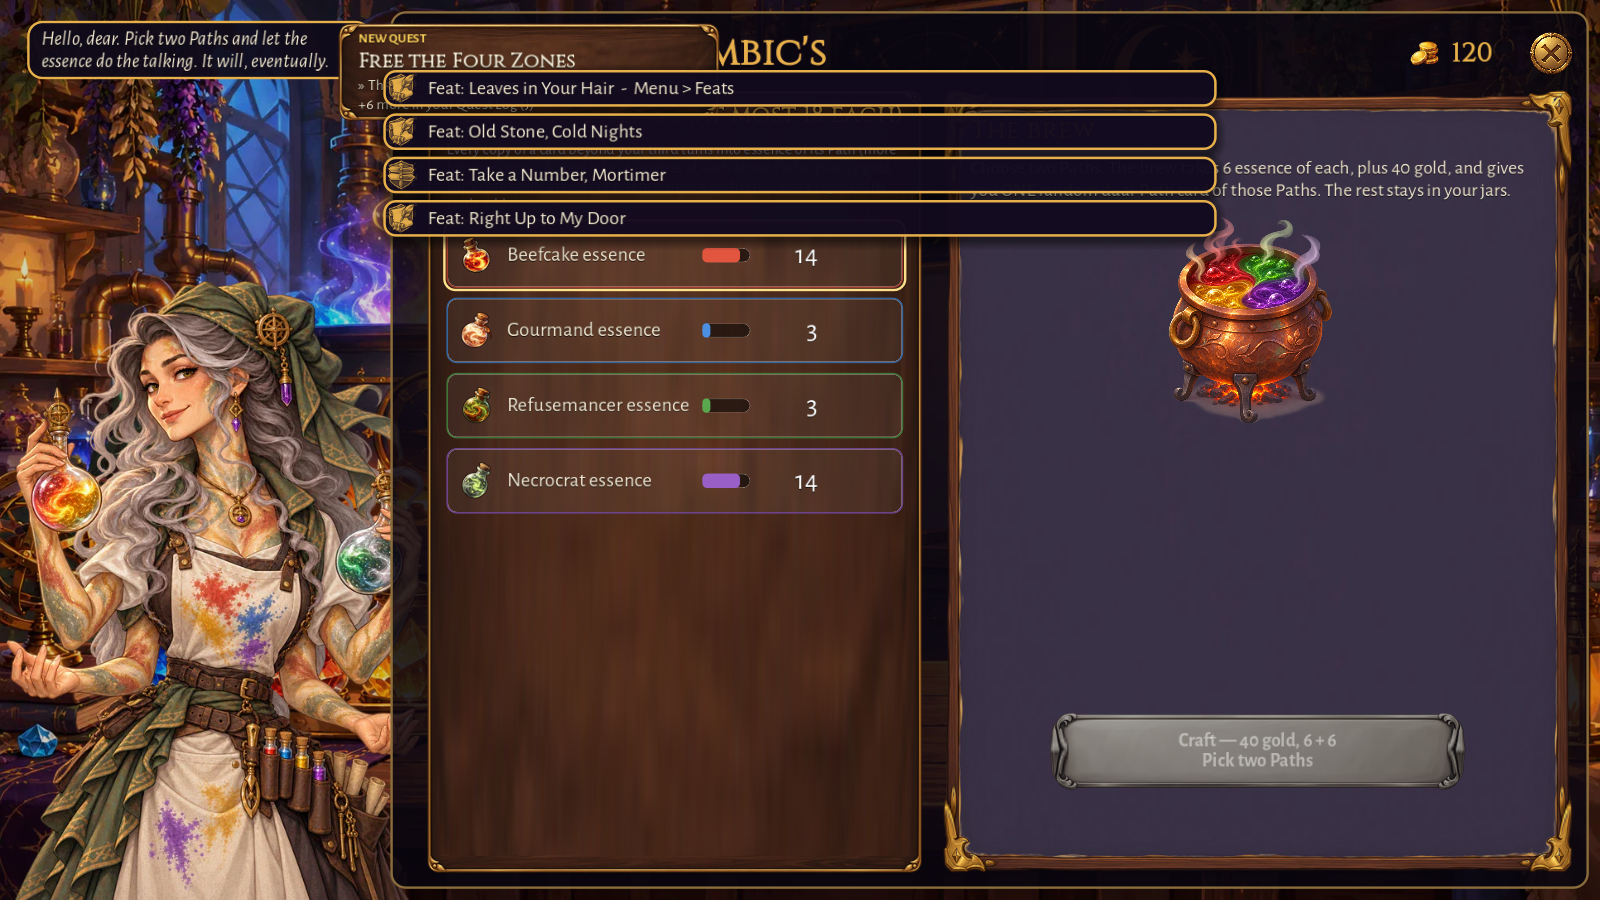 Hello, dear. Pick two Paths and let the
essence do the talking. It will, eventually.
NEW QUEST
FREE THE FOUR ZONES
» Th
MBIC'S
120
Feat: Leaves in Your Hair - Menu > Feats
Feat: Old Stone, Cold Nights
Feat: Take a Number, Mortimer
Feat: Right Up to My Door
6 essence of each, plus 40 gold, and gives
of those Paths. The rest stays in your jars.
Beefcake essence 14
Gourmand essence 3
Refusemancer essence 3
Necrocrat essence 14
Craft — 40 gold, 6 + 6
Pick two Paths